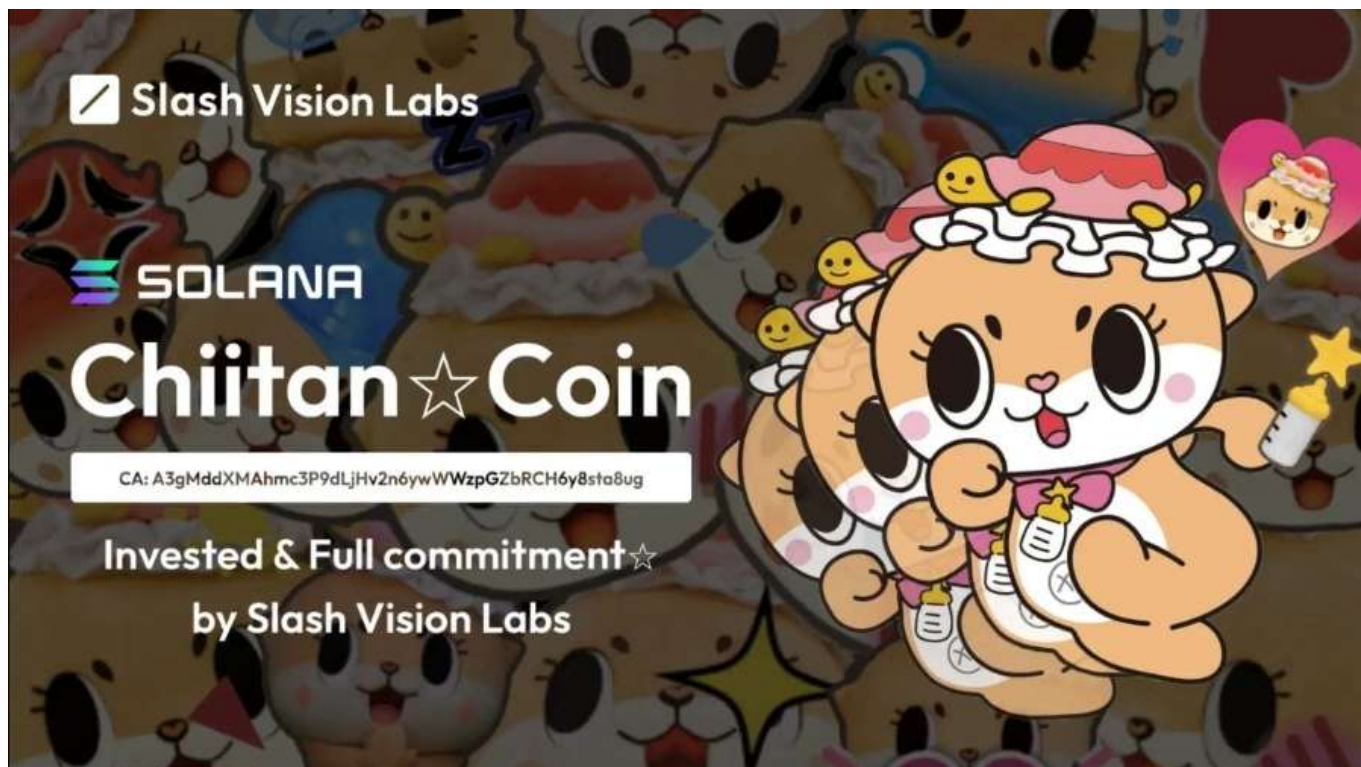 Slash Vision Labs
SOLANA
Chiitan☆Coin
CA: A3gMddXMAhmc3P9dLjHv2n6ywWWzpGZbRCH6y8sta8ug
Invested & Full commitment☆
by Slash Vision Labs